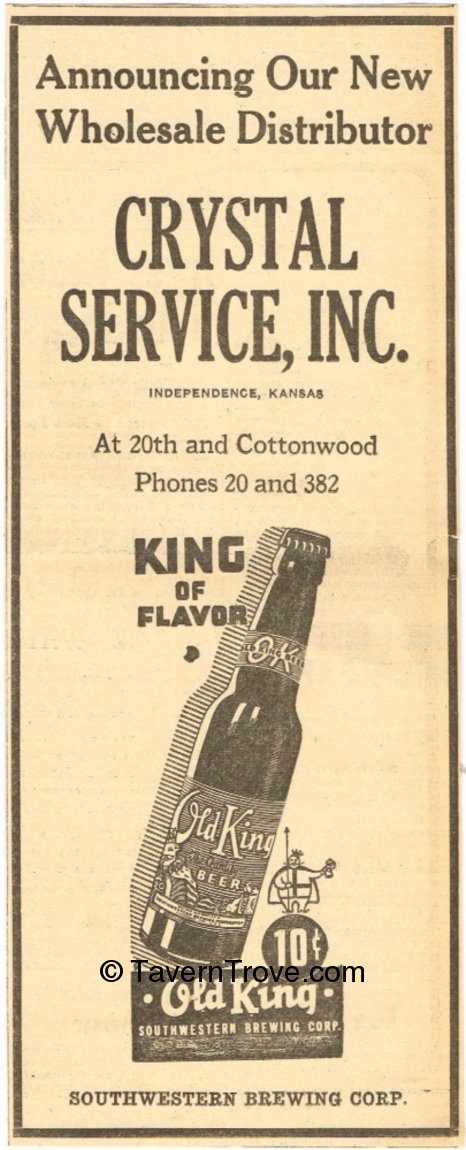 Announcing Our New
Wholesale Distributor
CRYSTAL
SERVICE, INC.
INDEPENDENCE, KANSAS
At 20th and Cottonwood
Phones 20 and 382
KING
OF
FLAVOR
O-K
Old King
BEER
10¢
© TavernTrove.com
· Old King ·
SOUTHWESTERN BREWING CORP.
SOUTHWESTERN BREWING CORP.